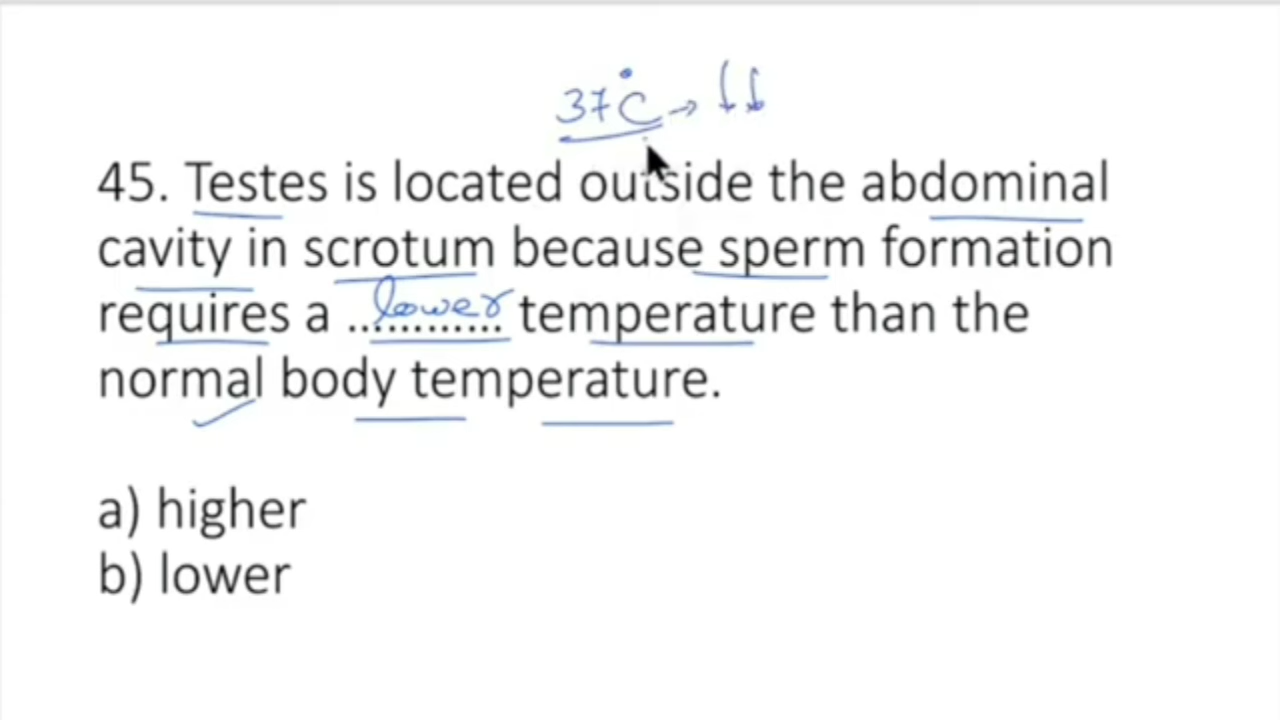 37°C → ↓↓
45. Testes is located outside the abdominal
cavity in scrotum because sperm formation
requires a ...lower... temperature than the
normal body temperature.
a) higher
b) lower